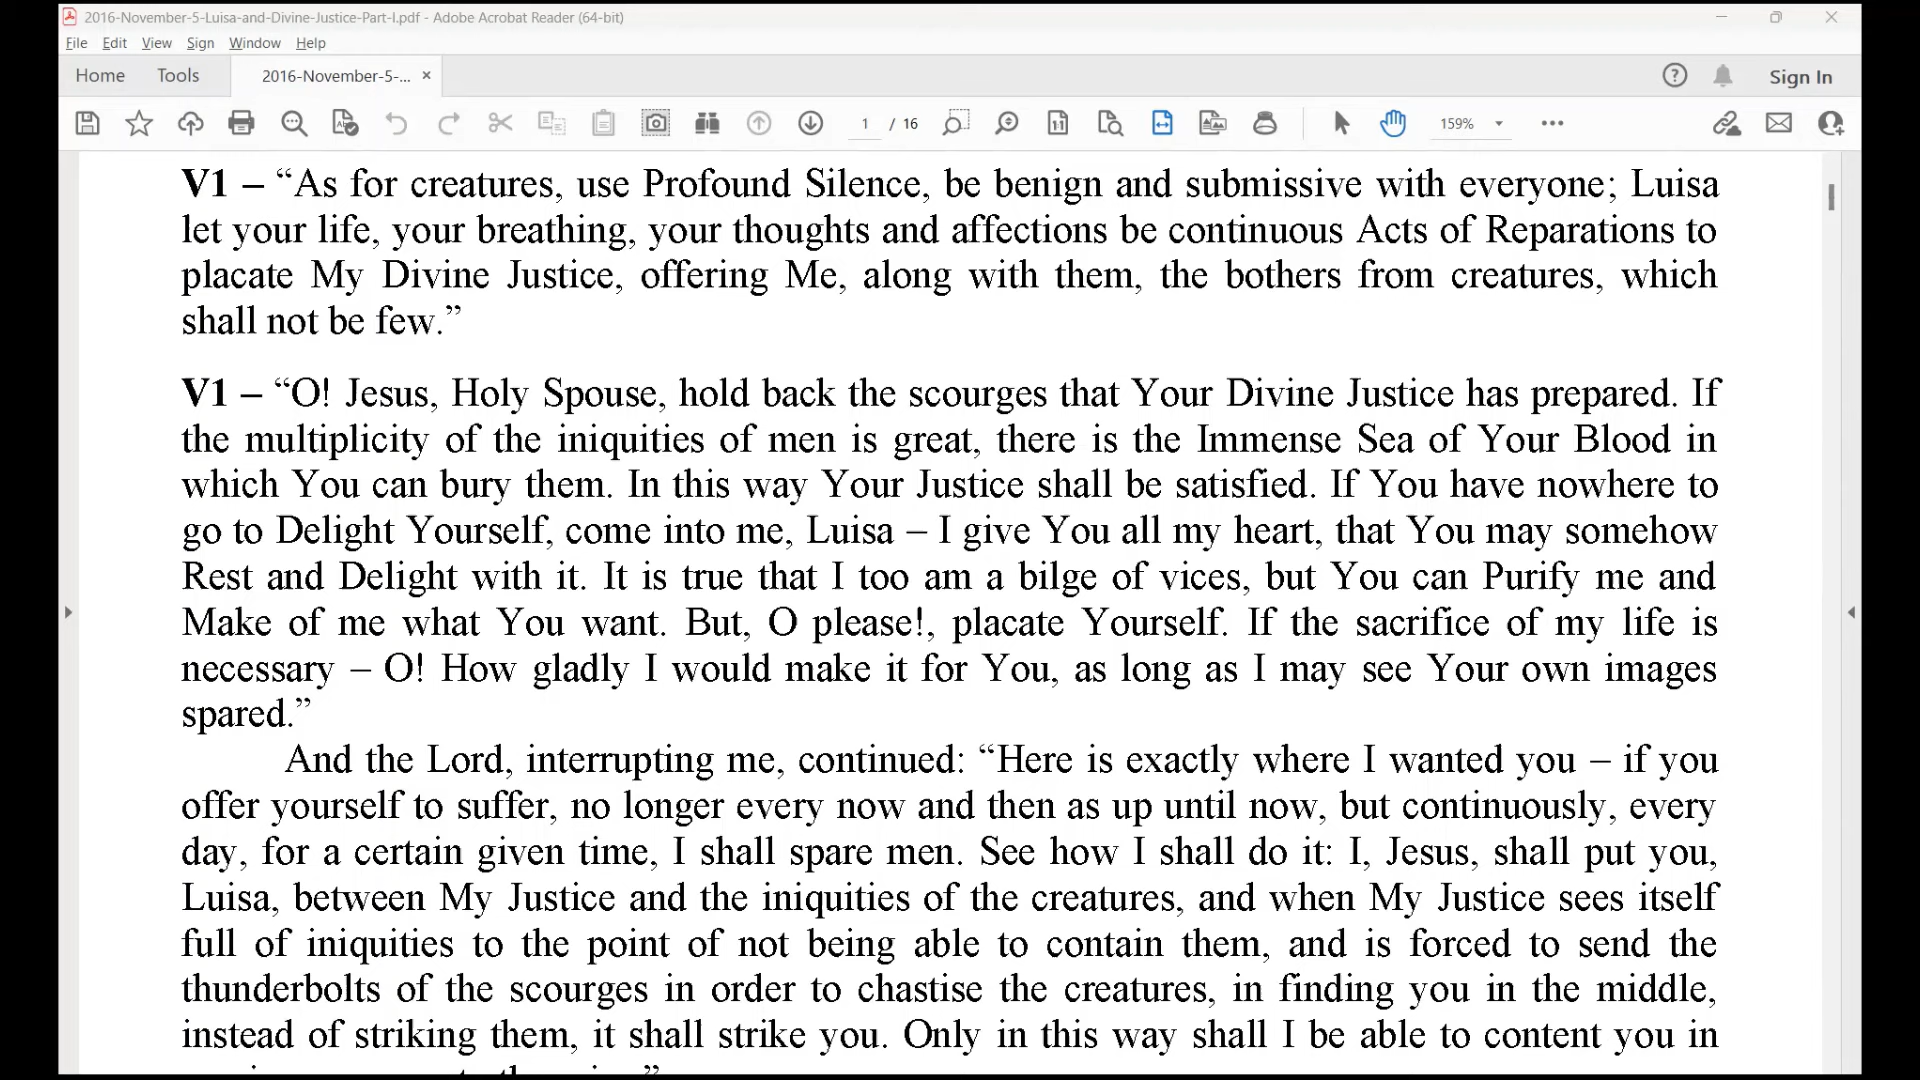 2016-November-5-Luisa-and-Divine-Justice-Part-I.pdf - Adobe Acrobat Reader (64-bit)
File Edit View Sign Window Help
Home Tools 2016-November-5-... × Sign In
1 / 16 159%
V1 – “As for creatures, use Profound Silence, be benign and submissive with everyone; Luisa
let your life, your breathing, your thoughts and affections be continuous Acts of Reparations to
placate My Divine Justice, offering Me, along with them, the bothers from creatures, which
shall not be few.”
V1 – “O! Jesus, Holy Spouse, hold back the scourges that Your Divine Justice has prepared. If
the multiplicity of the iniquities of men is great, there is the Immense Sea of Your Blood in
which You can bury them. In this way Your Justice shall be satisfied. If You have nowhere to
go to Delight Yourself, come into me, Luisa – I give You all my heart, that You may somehow
Rest and Delight with it. It is true that I too am a bilge of vices, but You can Purify me and
Make of me what You want. But, O please!, placate Yourself. If the sacrifice of my life is
necessary – O! How gladly I would make it for You, as long as I may see Your own images
spared.”
And the Lord, interrupting me, continued: “Here is exactly where I wanted you – if you
offer yourself to suffer, no longer every now and then as up until now, but continuously, every
day, for a certain given time, I shall spare men. See how I shall do it: I, Jesus, shall put you,
Luisa, between My Justice and the iniquities of the creatures, and when My Justice sees itself
full of iniquities to the point of not being able to contain them, and is forced to send the
thunderbolts of the scourges in order to chastise the creatures, in finding you in the middle,
instead of striking them, it shall strike you. Only in this way shall I be able to content you in